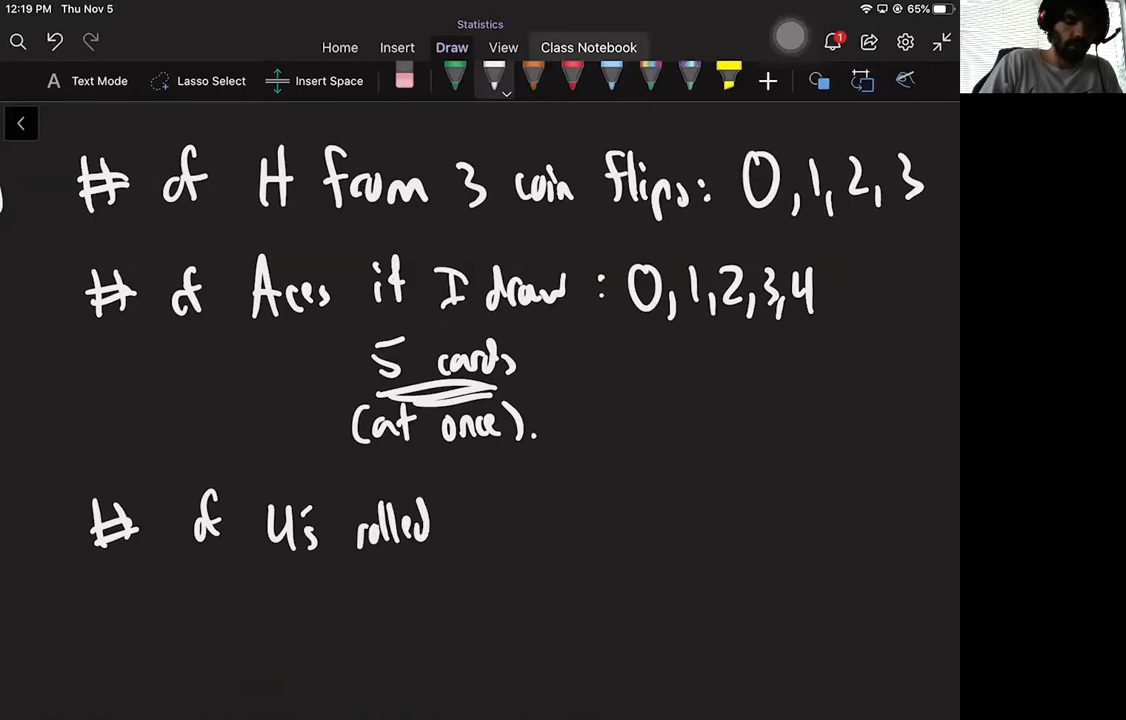 12:19 PM Thu Nov 5
65%
Statistics
Home Insert Draw View Class Notebook
1
Text Mode Lasso Select Insert Space
# of H from 3 coin flips: 0, 1, 2, 3
# of Aces if I draw : 0, 1, 2, 3, 4
5 cards
(at once).
# of 4's rolled